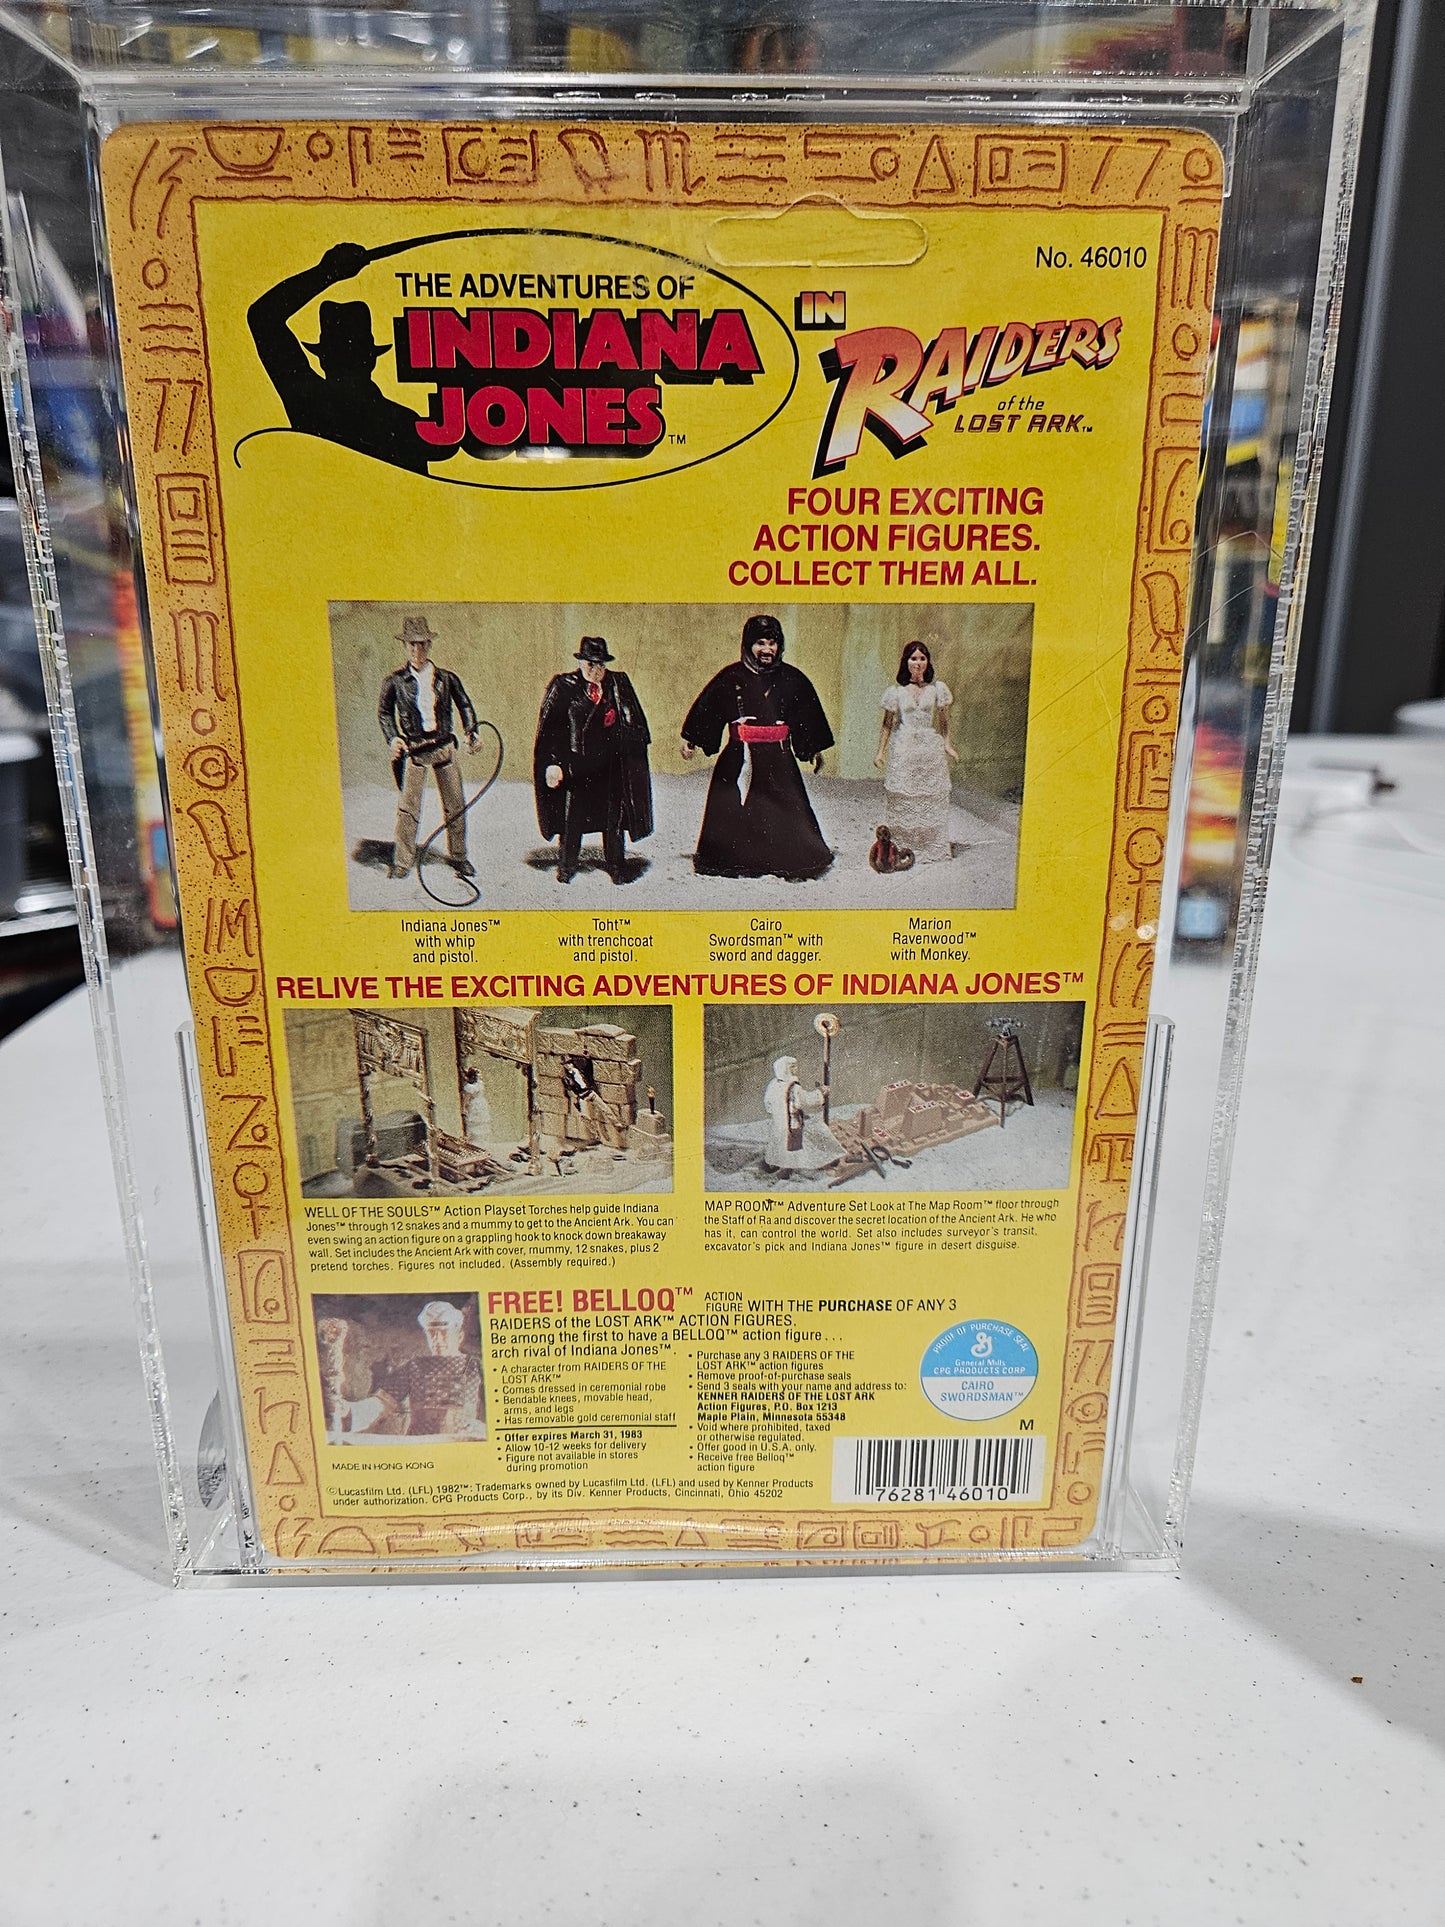 No. 46010
THE ADVENTURES OF
INDIANA
JONES™
IN
RAIDERS
of the
LOST ARK™
FOUR EXCITING
ACTION FIGURES.
COLLECT THEM ALL.
Indiana Jones™
with whip
and pistol.
Toht™
with trenchcoat
and pistol.
Cairo
Swordsman™ with
sword and dagger.
Marion
Ravenwood™
with Monkey.
RELIVE THE EXCITING ADVENTURES OF INDIANA JONES™
WELL OF THE SOULS™ Action Playset Torches help guide Indiana
Jones™ through 12 snakes and a mummy to get to the Ancient Ark. You can
even swing an action figure on a grappling hook to knock down breakaway
wall. Set includes the Ancient Ark with cover, mummy, 12 snakes, plus 2
pretend torches. Figures not included. (Assembly required.)
MAP ROOM™ Adventure Set Look at The Map Room™ floor through
the Staff of Ra and discover the secret location of the Ancient Ark. He who
has it, can control the world. Set also includes surveyor's transit,
excavator's pick and Indiana Jones™ figure in desert disguise.
FREE! BELLOQ™ ACTION FIGURE WITH THE PURCHASE OF ANY 3
RAIDERS of the LOST ARK™ ACTION FIGURES.
Be among the first to have a BELLOQ™ action figure . . .
arch rival of Indiana Jones™.
• A character from RAIDERS OF THE
LOST ARK™
• Comes dressed in ceremonial robe
• Bendable knees, movable head,
arms, and legs
• Has removable gold ceremonial staff
• Offer expires March 31, 1983
• Allow 10-12 weeks for delivery
• Figure not available in stores
during promotion
• Purchase any 3 RAIDERS OF THE
LOST ARK™ action figures
• Remove proof-of-purchase seals
• Send 3 seals with your name and address to:
KENNER RAIDERS OF THE LOST ARK
Action Figures, P.O. Box 1213
Maple Plain, Minnesota 55348
• Void where prohibited, taxed
or otherwise regulated.
• Offer good in U.S.A. only.
• Receive free Belloq™
action figure
PROOF OF PURCHASE SEAL
G
General Mills
CPG PRODUCTS CORP
CAIRO
SWORDSMAN™
M
76281 46010
MADE IN HONG KONG
©Lucasfilm Ltd. (LFL) 1982™: Trademarks owned by Lucasfilm Ltd. (LFL) and used by Kenner Products
under authorization. CPG Products Corp., by its Div. Kenner Products, Cincinnati, Ohio 45202